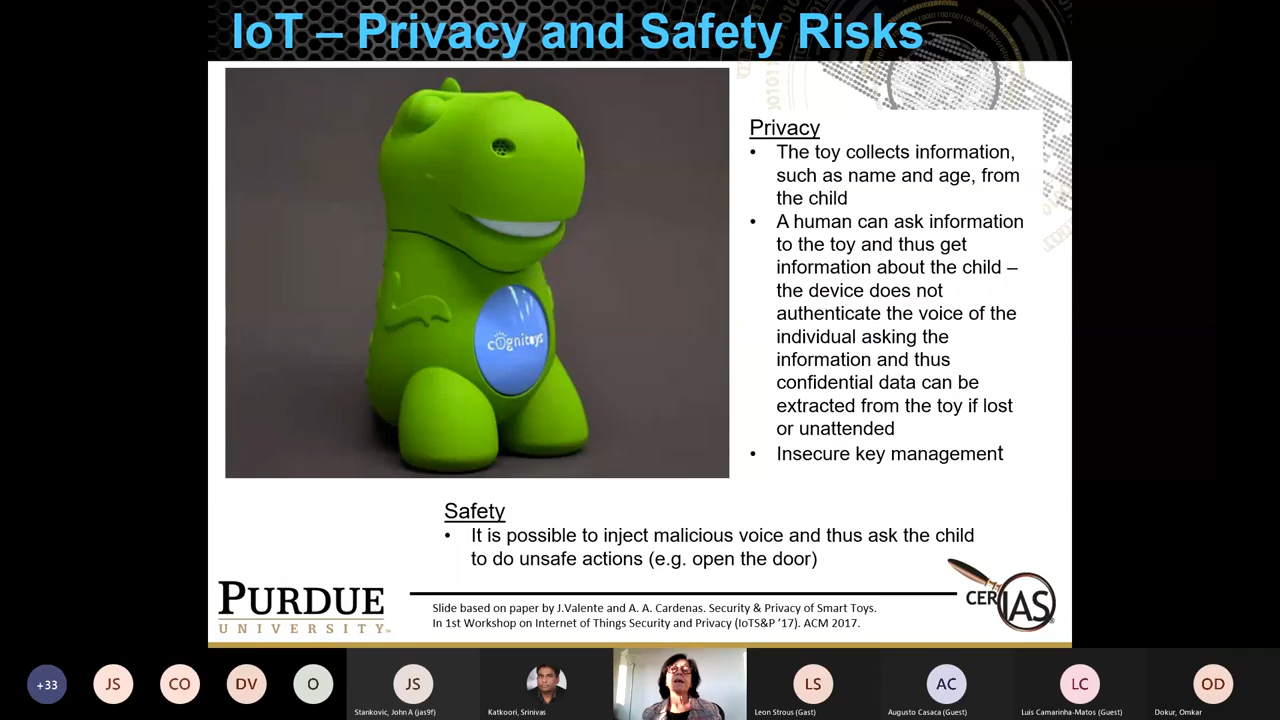 IoT – Privacy and Safety Risks
Privacy
• The toy collects information,
such as name and age, from
the child
• A human can ask information
to the toy and thus get
information about the child –
the device does not
authenticate the voice of the
individual asking the
information and thus
confidential data can be
extracted from the toy if lost
or unattended
• Insecure key management
cognitoys
Safety
• It is possible to inject malicious voice and thus ask the child
to do unsafe actions (e.g. open the door)
PURDUE
UNIVERSITY
Slide based on paper by J.Valente and A. A. Cardenas. Security & Privacy of Smart Toys.
In 1st Workshop on Internet of Things Security and Privacy (IoTS&P ’17). ACM 2017.
CERIAS
+33
JS
CO
DV
O
JS
Stankovic, John A (jas9f)
Katkoori, Srinivas
LS
Leon Strous (Gast)
AC
Augusto Casaca (Guest)
LC
Luis Camarinha-Matos (Guest)
OD
Dokur, Omkar